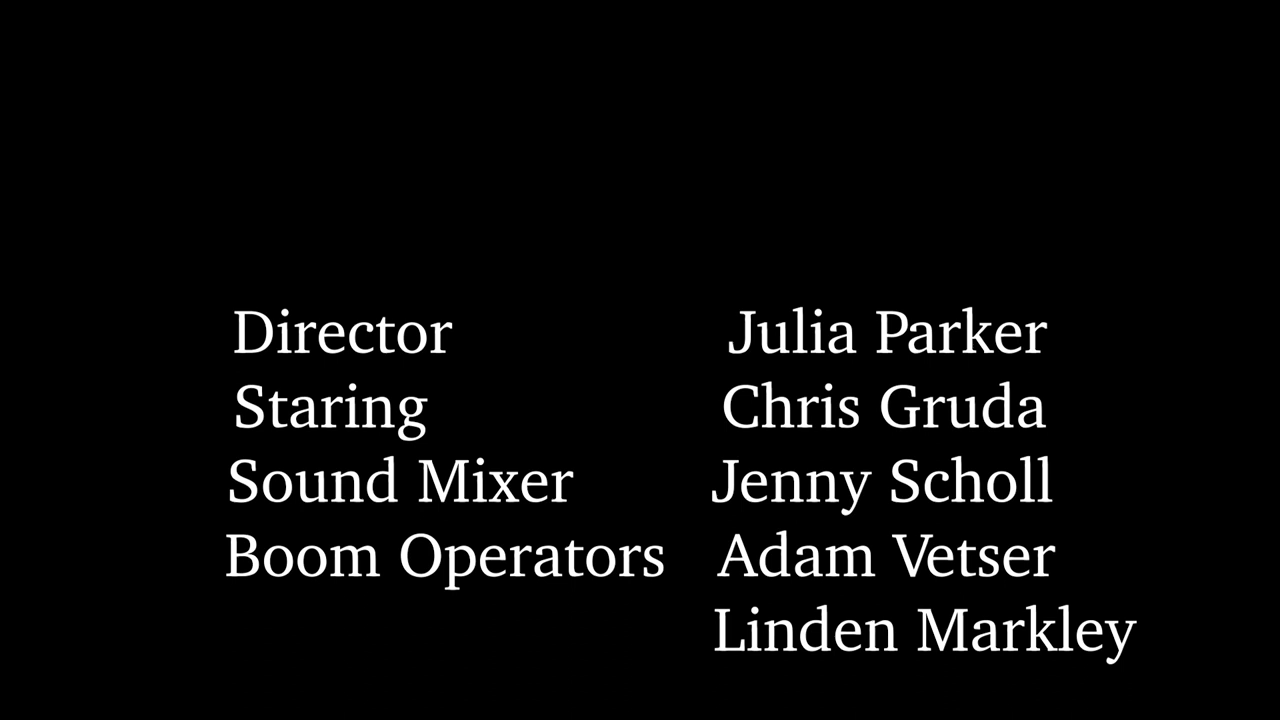 Director Julia Parker
Staring Chris Gruda
Sound Mixer Jenny Scholl
Boom Operators Adam Vetser
Linden Markley